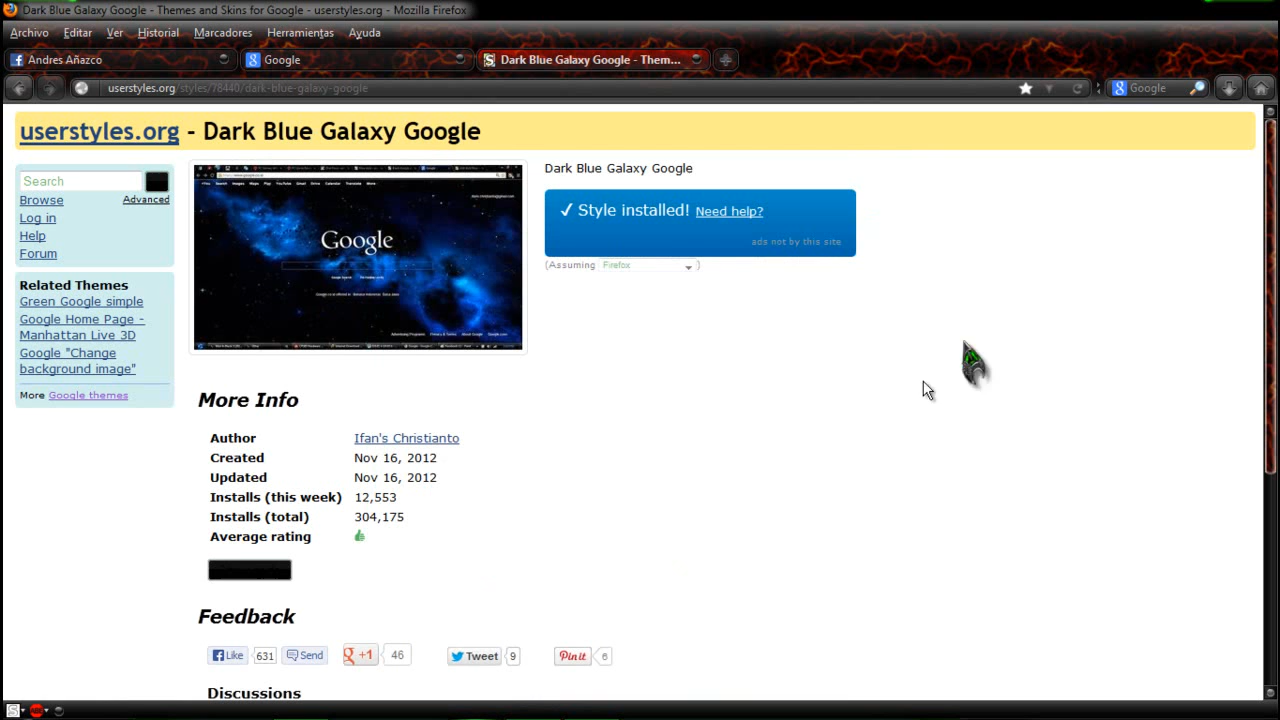 Dark Blue Galaxy Google - Themes and Skins for Google - userstyles.org - Mozilla Firefox
Archivo Editar Ver Historial Marcadores Herramientas Ayuda
Andres Añazco Google Dark Blue Galaxy Google - Them...
userstyles.org/styles/78440/dark-blue-galaxy-google Google
userstyles.org - Dark Blue Galaxy Google
Search
Advanced
Browse
Log in
Help
Forum
Related Themes
Green Google simple
Google Home Page -
Manhattan Live 3D
Google "Change
background image"
More Google themes
Google
Dark Blue Galaxy Google
✓ Style installed! Need help?
ads not by this site
(Assuming Firefox )
More Info
Author Ifan's Christianto
Created Nov 16, 2012
Updated Nov 16, 2012
Installs (this week) 12,553
Installs (total) 304,175
Average rating
Feedback
Like 631 Send +1 46 Tweet 9 Pin it 6
Discussions
S ABP